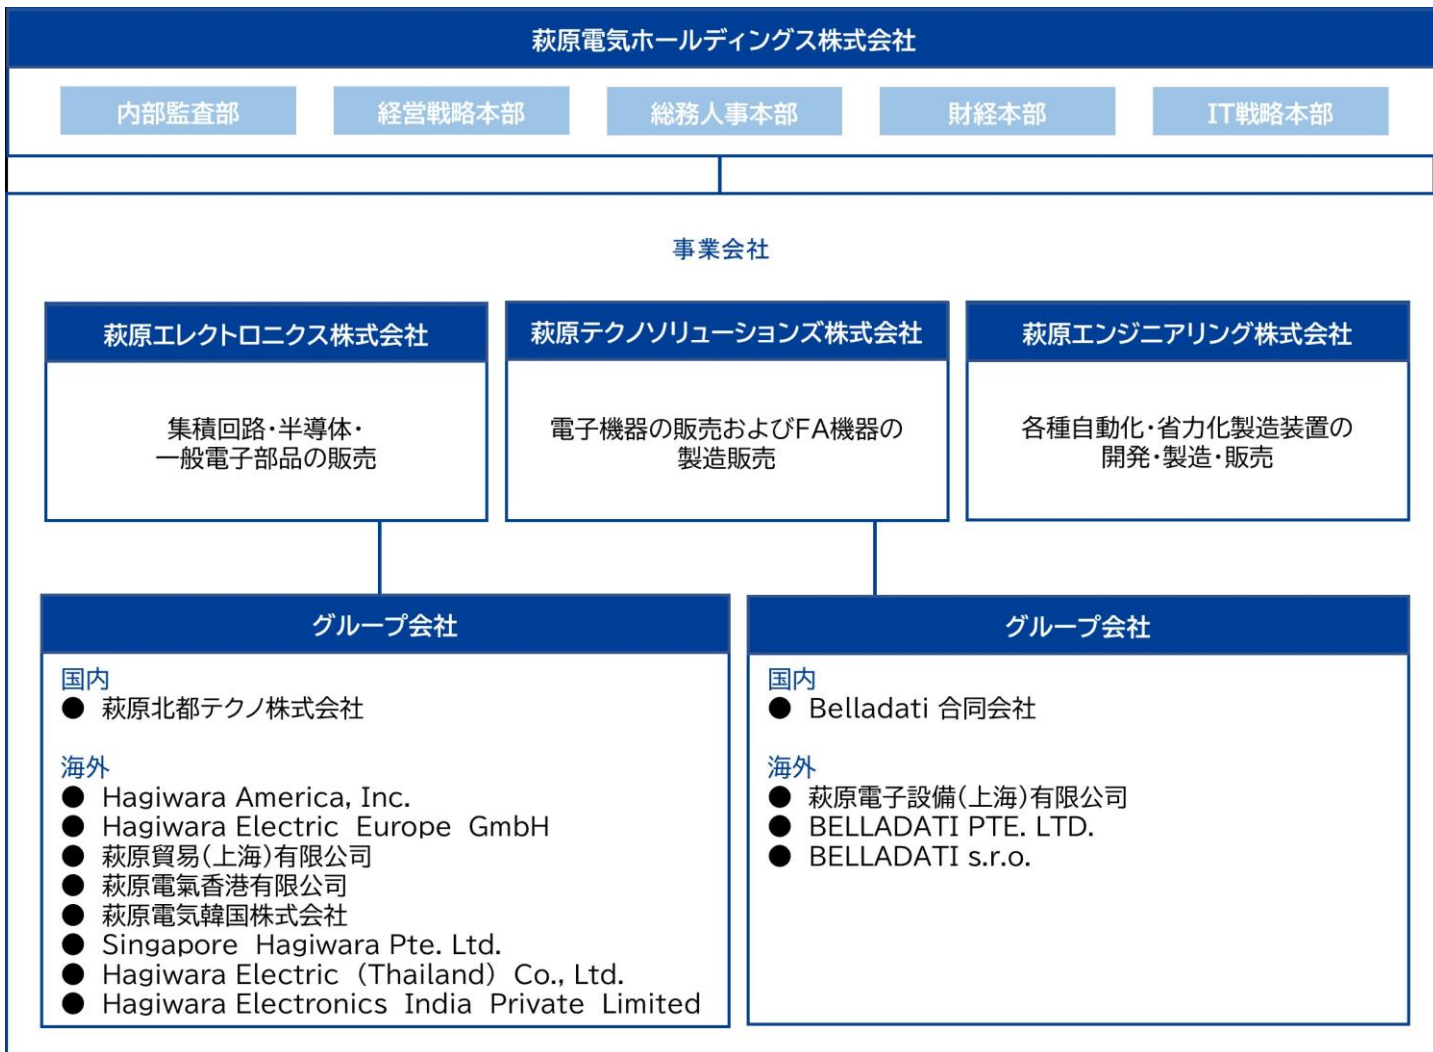 萩原電気ホールディングス株式会社
内部監査部
経営戦略本部
総務人事本部
財経本部
IT戦略本部
事業会社
萩原エレクトロニクス株式会社
集積回路・半導体・
一般電子部品の販売
萩原テクノソリューションズ株式会社
電子機器の販売およびFA機器の
製造販売
萩原エンジニアリング株式会社
各種自動化・省力化製造装置の
開発・製造・販売
グループ会社
国内
● 萩原北都テクノ株式会社
海外
● Hagiwara America, Inc.
● Hagiwara Electric Europe GmbH
● 萩原貿易(上海)有限公司
● 萩原電氣香港有限公司
● 萩原電気韓国株式会社
● Singapore Hagiwara Pte. Ltd.
● Hagiwara Electric (Thailand) Co., Ltd.
● Hagiwara Electronics India Private Limited
グループ会社
国内
● Belladati 合同会社
海外
● 萩原電子設備(上海)有限公司
● BELLADATI PTE. LTD.
● BELLADATI s.r.o.